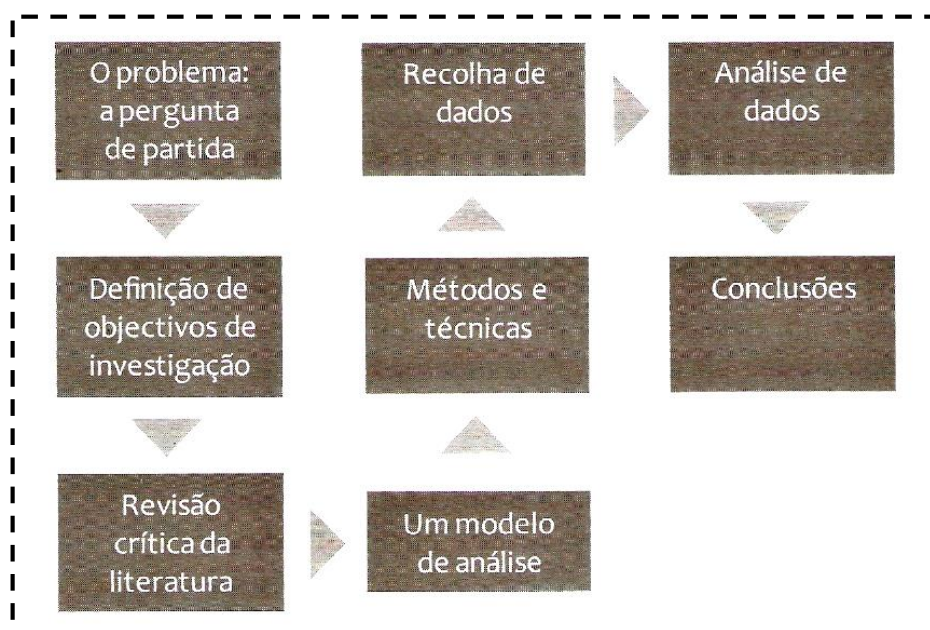 O problema:
a pergunta
de partida
Definição de
objectivos de
investigação
Revisão
crítica da
literatura
Um modelo
de análise
Métodos e
técnicas
Recolha de
dados
Análise de
dados
Conclusões